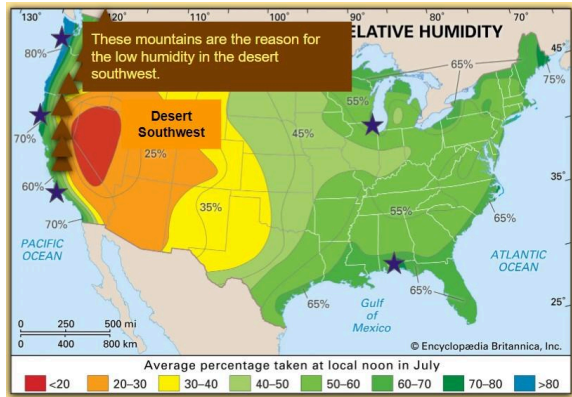 130°
120°
110°
100°
90°
80°
70°
These mountains are the reason for
the low humidity in the desert
southwest.
ELATIVE HUMIDITY
45°
80%
65%
75%
55%
Desert
Southwest
45%
70%
25%
35°
60%
35%
55%
65%
70%
PACIFIC
OCEAN
ATLANTIC
OCEAN
65%
65%
Gulf
of
Mexico
25°
0 250 500 mi
0 400 800 km
© Encyclopædia Britannica, Inc.
Average percentage taken at local noon in July
<20 20–30 30–40 40–50 50–60 60–70 70–80 >80